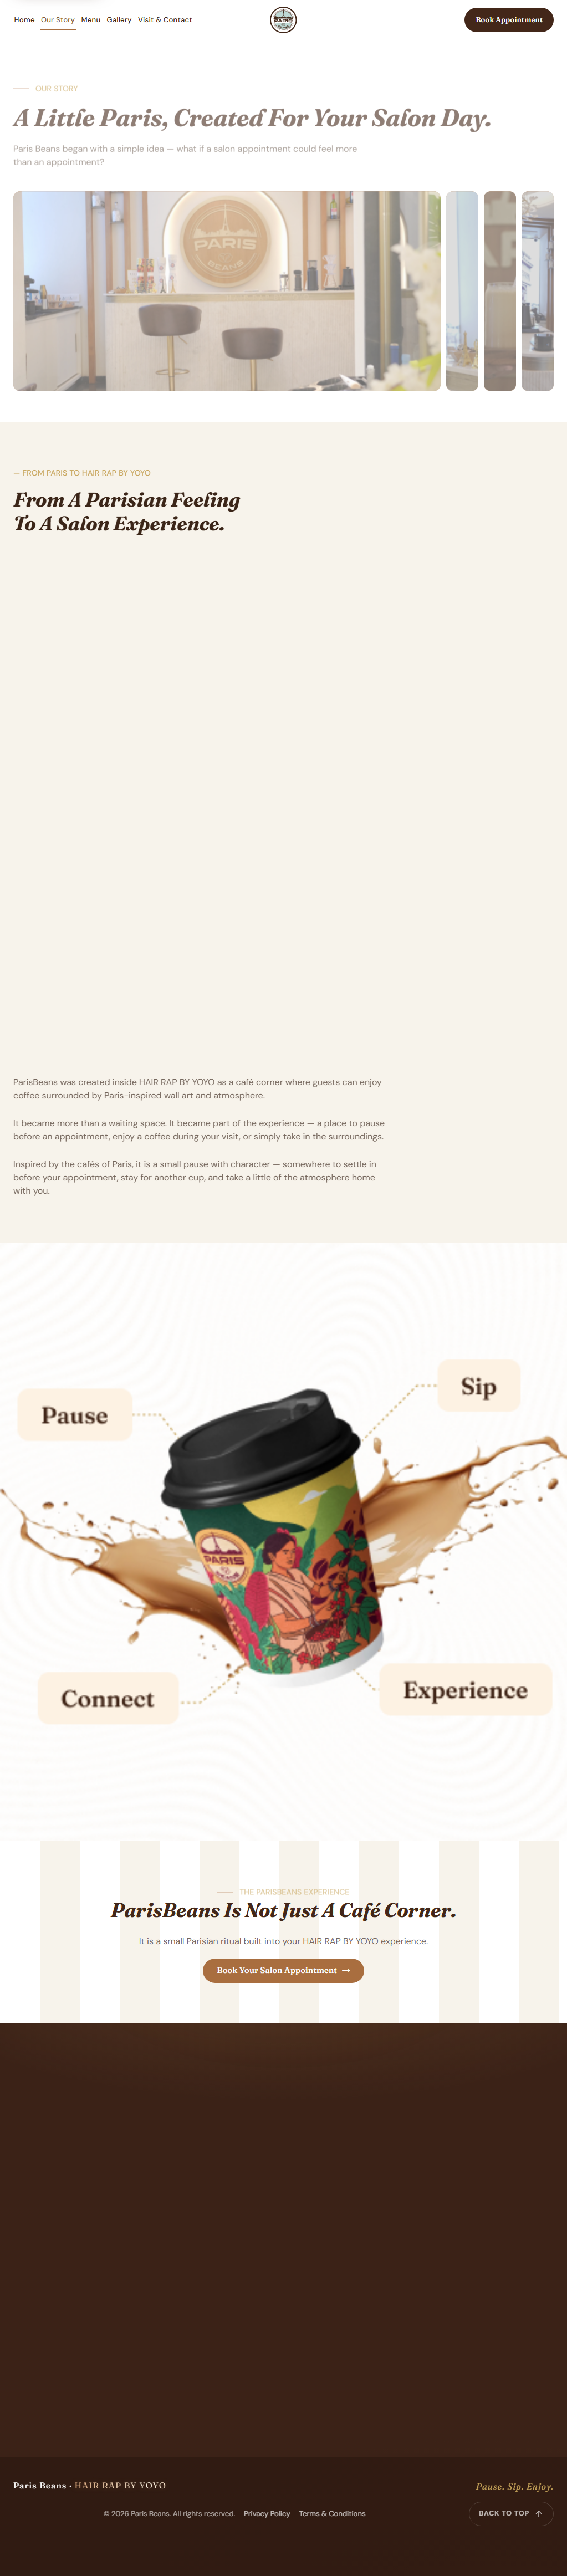 Home Our Story Menu Gallery Visit & Contact
Book Appointment
OUR STORY
A Little Paris, Created For Your Salon Day.
Paris Beans began with a simple idea — what if a salon appointment could feel more
than an appointment?
PARIS
BEANS
— FROM PARIS TO HAIR RAP BY YOYO
From A Parisian Feeling
To A Salon Experience.
ParisBeans was created inside HAIR RAP BY YOYO as a café corner where guests can enjoy
coffee surrounded by Paris-inspired wall art and atmosphere.
It became more than a waiting space. It became part of the experience — a place to pause
before an appointment, enjoy a coffee during your visit, or simply take in the surroundings.
Inspired by the cafés of Paris, it is a small pause with character — somewhere to settle in
before your appointment, stay for another cup, and take a little of the atmosphere home
with you.
Sip
Pause
PARIS
Connect
Experience
THE PARISBEANS EXPERIENCE
ParisBeans Is Not Just A Café Corner.
It is a small Parisian ritual built into your HAIR RAP BY YOYO experience.
Book Your Salon Appointment →
Paris Beans · HAIR RAP BY YOYO
Pause. Sip. Enjoy.
© 2026 Paris Beans. All rights reserved. Privacy Policy Terms & Conditions
BACK TO TOP ↑